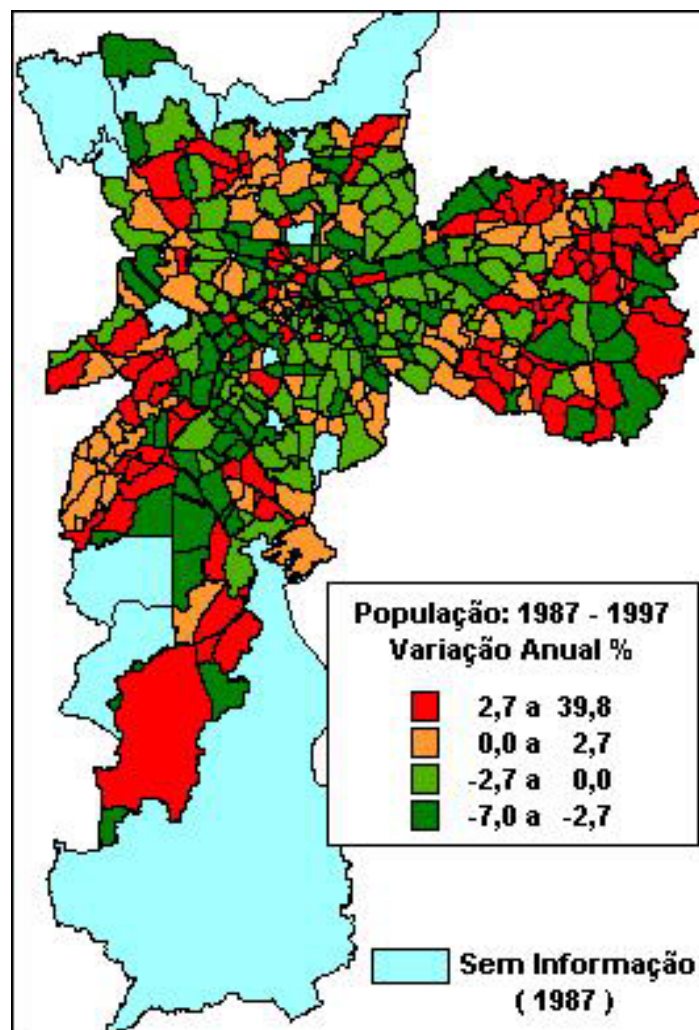 População: 1987 - 1997
Variação Anual %
2,7 a 39,8
0,0 a 2,7
-2,7 a 0,0
-7,0 a -2,7
Sem Informação
( 1987 )